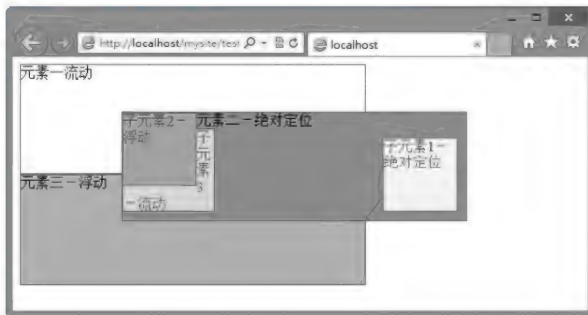 http://localhost/mysite/test
localhost
元素一流动
子元素2－
浮动
元素二－绝对定位
子
元
素
3
－流动
子元素1－
绝对定位
元素三－浮动